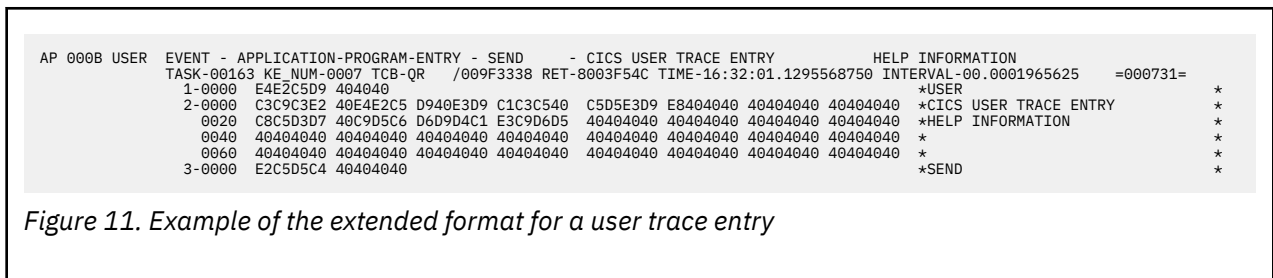 AP 000B USER  EVENT - APPLICATION-PROGRAM-ENTRY - SEND     - CICS USER TRACE ENTRY          HELP INFORMATION
TASK-00163 KE_NUM-0007 TCB-QR   /009F3338 RET-8003F54C TIME-16:32:01.1295568750 INTERVAL-00.0001965625     =000731=
1-0000  E4E2C5D9 404040                                                        *USER                               *
2-0000  C3C9C3E2 40E4E2C5 D940E3D9 C1C3C540  C5D5E3D9 E8404040 40404040 40404040  *CICS USER TRACE ENTRY              *
0020  C8C5D3D7 40C9D5C6 D6D9D4C1 E3C9D6D5  40404040 40404040 40404040 40404040  *HELP INFORMATION                   *
0040  40404040 40404040 40404040 40404040  40404040 40404040 40404040 40404040  *                                   *
0060  40404040 40404040 40404040 40404040  40404040 40404040 40404040 40404040  *                                   *
3-0000  E2C5D5C4 40404040                                                      *SEND                               *
Figure 11. Example of the extended format for a user trace entry